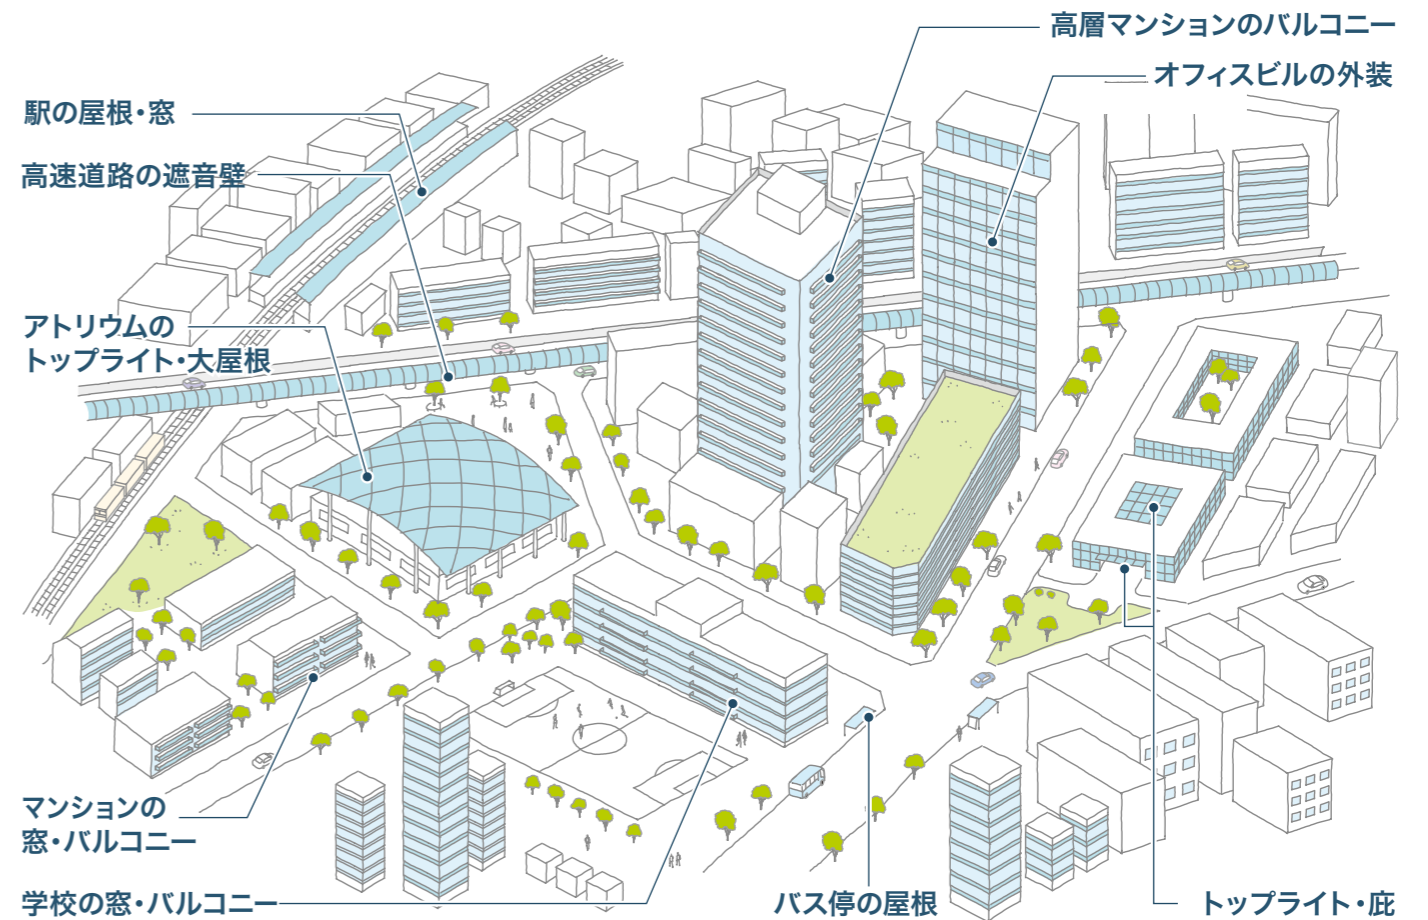 高層マンションのバルコニー
オフィスビルの外装
駅の屋根・窓
高速道路の遮音壁
アトリウムの
トップライト・大屋根
マンションの
窓・バルコニー
学校の窓・バルコニー
バス停の屋根
トップライト・庇